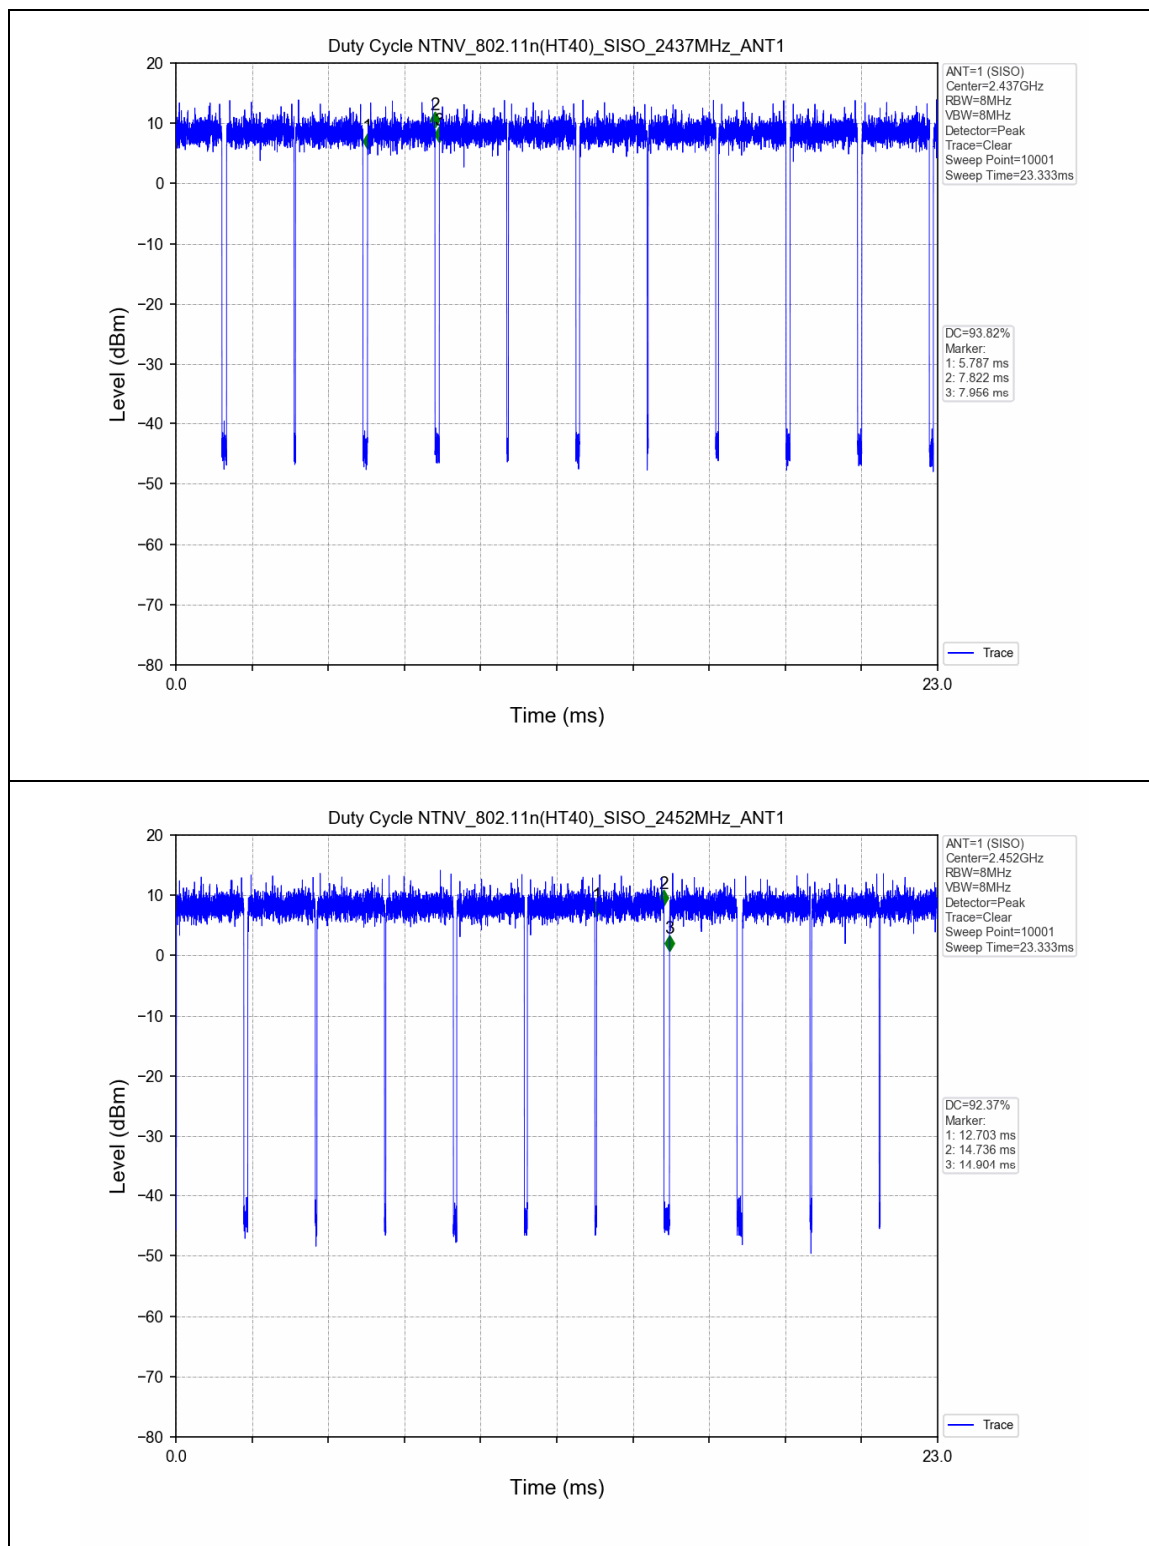 Duty Cycle NTNV_802.11n(HT40)_SISO_2437MHz_ANT1
20
10
0
−10
−20
−30
−40
−50
−60
−70
−80
Level (dBm)
0.0
23.0
Time (ms)
1
2
ANT=1 (SISO)
Center=2.437GHz
RBW=8MHz
VBW=8MHz
Detector=Peak
Trace=Clear
Sweep Point=10001
Sweep Time=23.333ms
DC=93.82%
Marker:
1: 5.787 ms
2: 7.822 ms
3: 7.956 ms
Trace
Duty Cycle NTNV_802.11n(HT40)_SISO_2452MHz_ANT1
20
10
0
−10
−20
−30
−40
−50
−60
−70
−80
Level (dBm)
0.0
23.0
Time (ms)
1
2
3
ANT=1 (SISO)
Center=2.452GHz
RBW=8MHz
VBW=8MHz
Detector=Peak
Trace=Clear
Sweep Point=10001
Sweep Time=23.333ms
DC=92.37%
Marker:
1: 12.703 ms
2: 14.736 ms
3: 14.904 ms
Trace